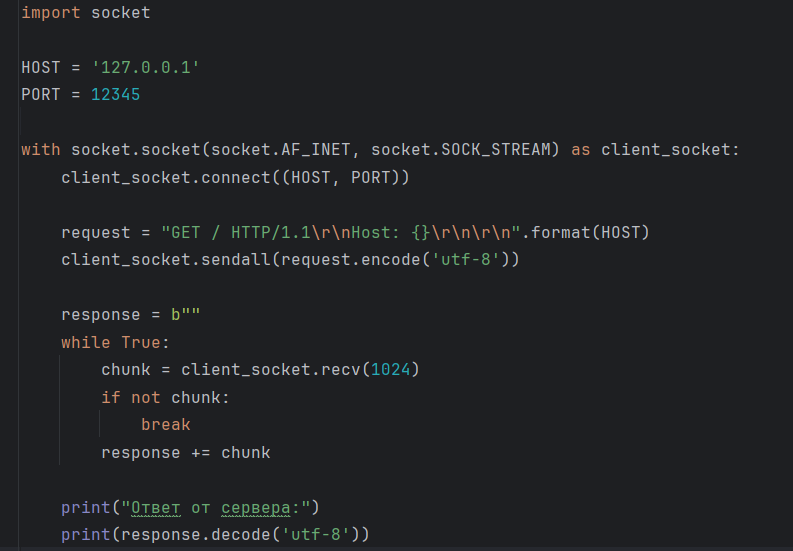 import socket

HOST = '127.0.0.1'
PORT = 12345

with socket.socket(socket.AF_INET, socket.SOCK_STREAM) as client_socket:
    client_socket.connect((HOST, PORT))

    request = "GET / HTTP/1.1\r\nHost: {}\r\n\r\n".format(HOST)
    client_socket.sendall(request.encode('utf-8'))

    response = b""
    while True:
        chunk = client_socket.recv(1024)
        if not chunk:
            break
        response += chunk

    print("Ответ от сервера:")
    print(response.decode('utf-8'))